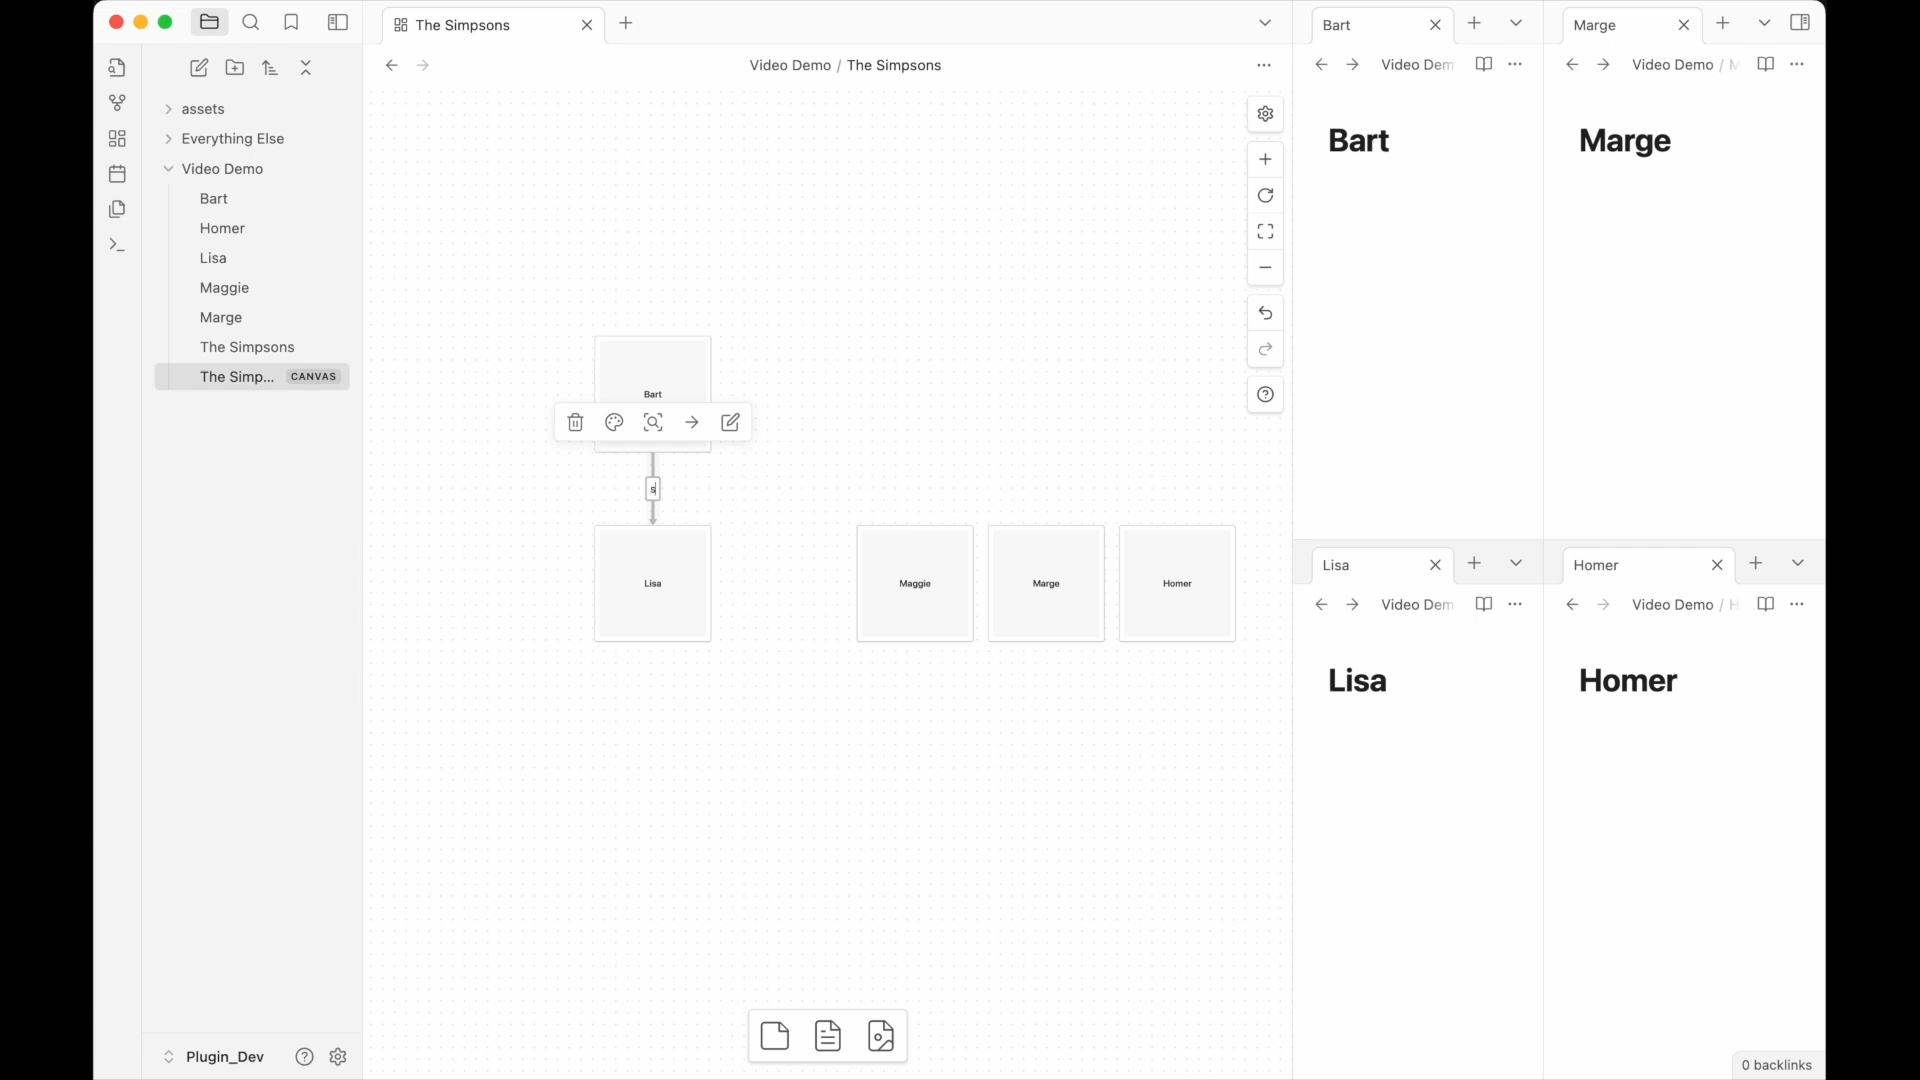 The Simpsons
Bart
Marge
Video Demo / The Simpsons
Video Dem
Video Demo / M
assets
Everything Else
Video Demo
Bart
Homer
Lisa
Maggie
Marge
The Simpsons
The Simp... CANVAS
Bart
s
Lisa
Maggie
Marge
Homer
Bart
Marge
Lisa
Homer
Video Dem
Video Demo / H
Lisa
Homer
Plugin_Dev
0 backlinks